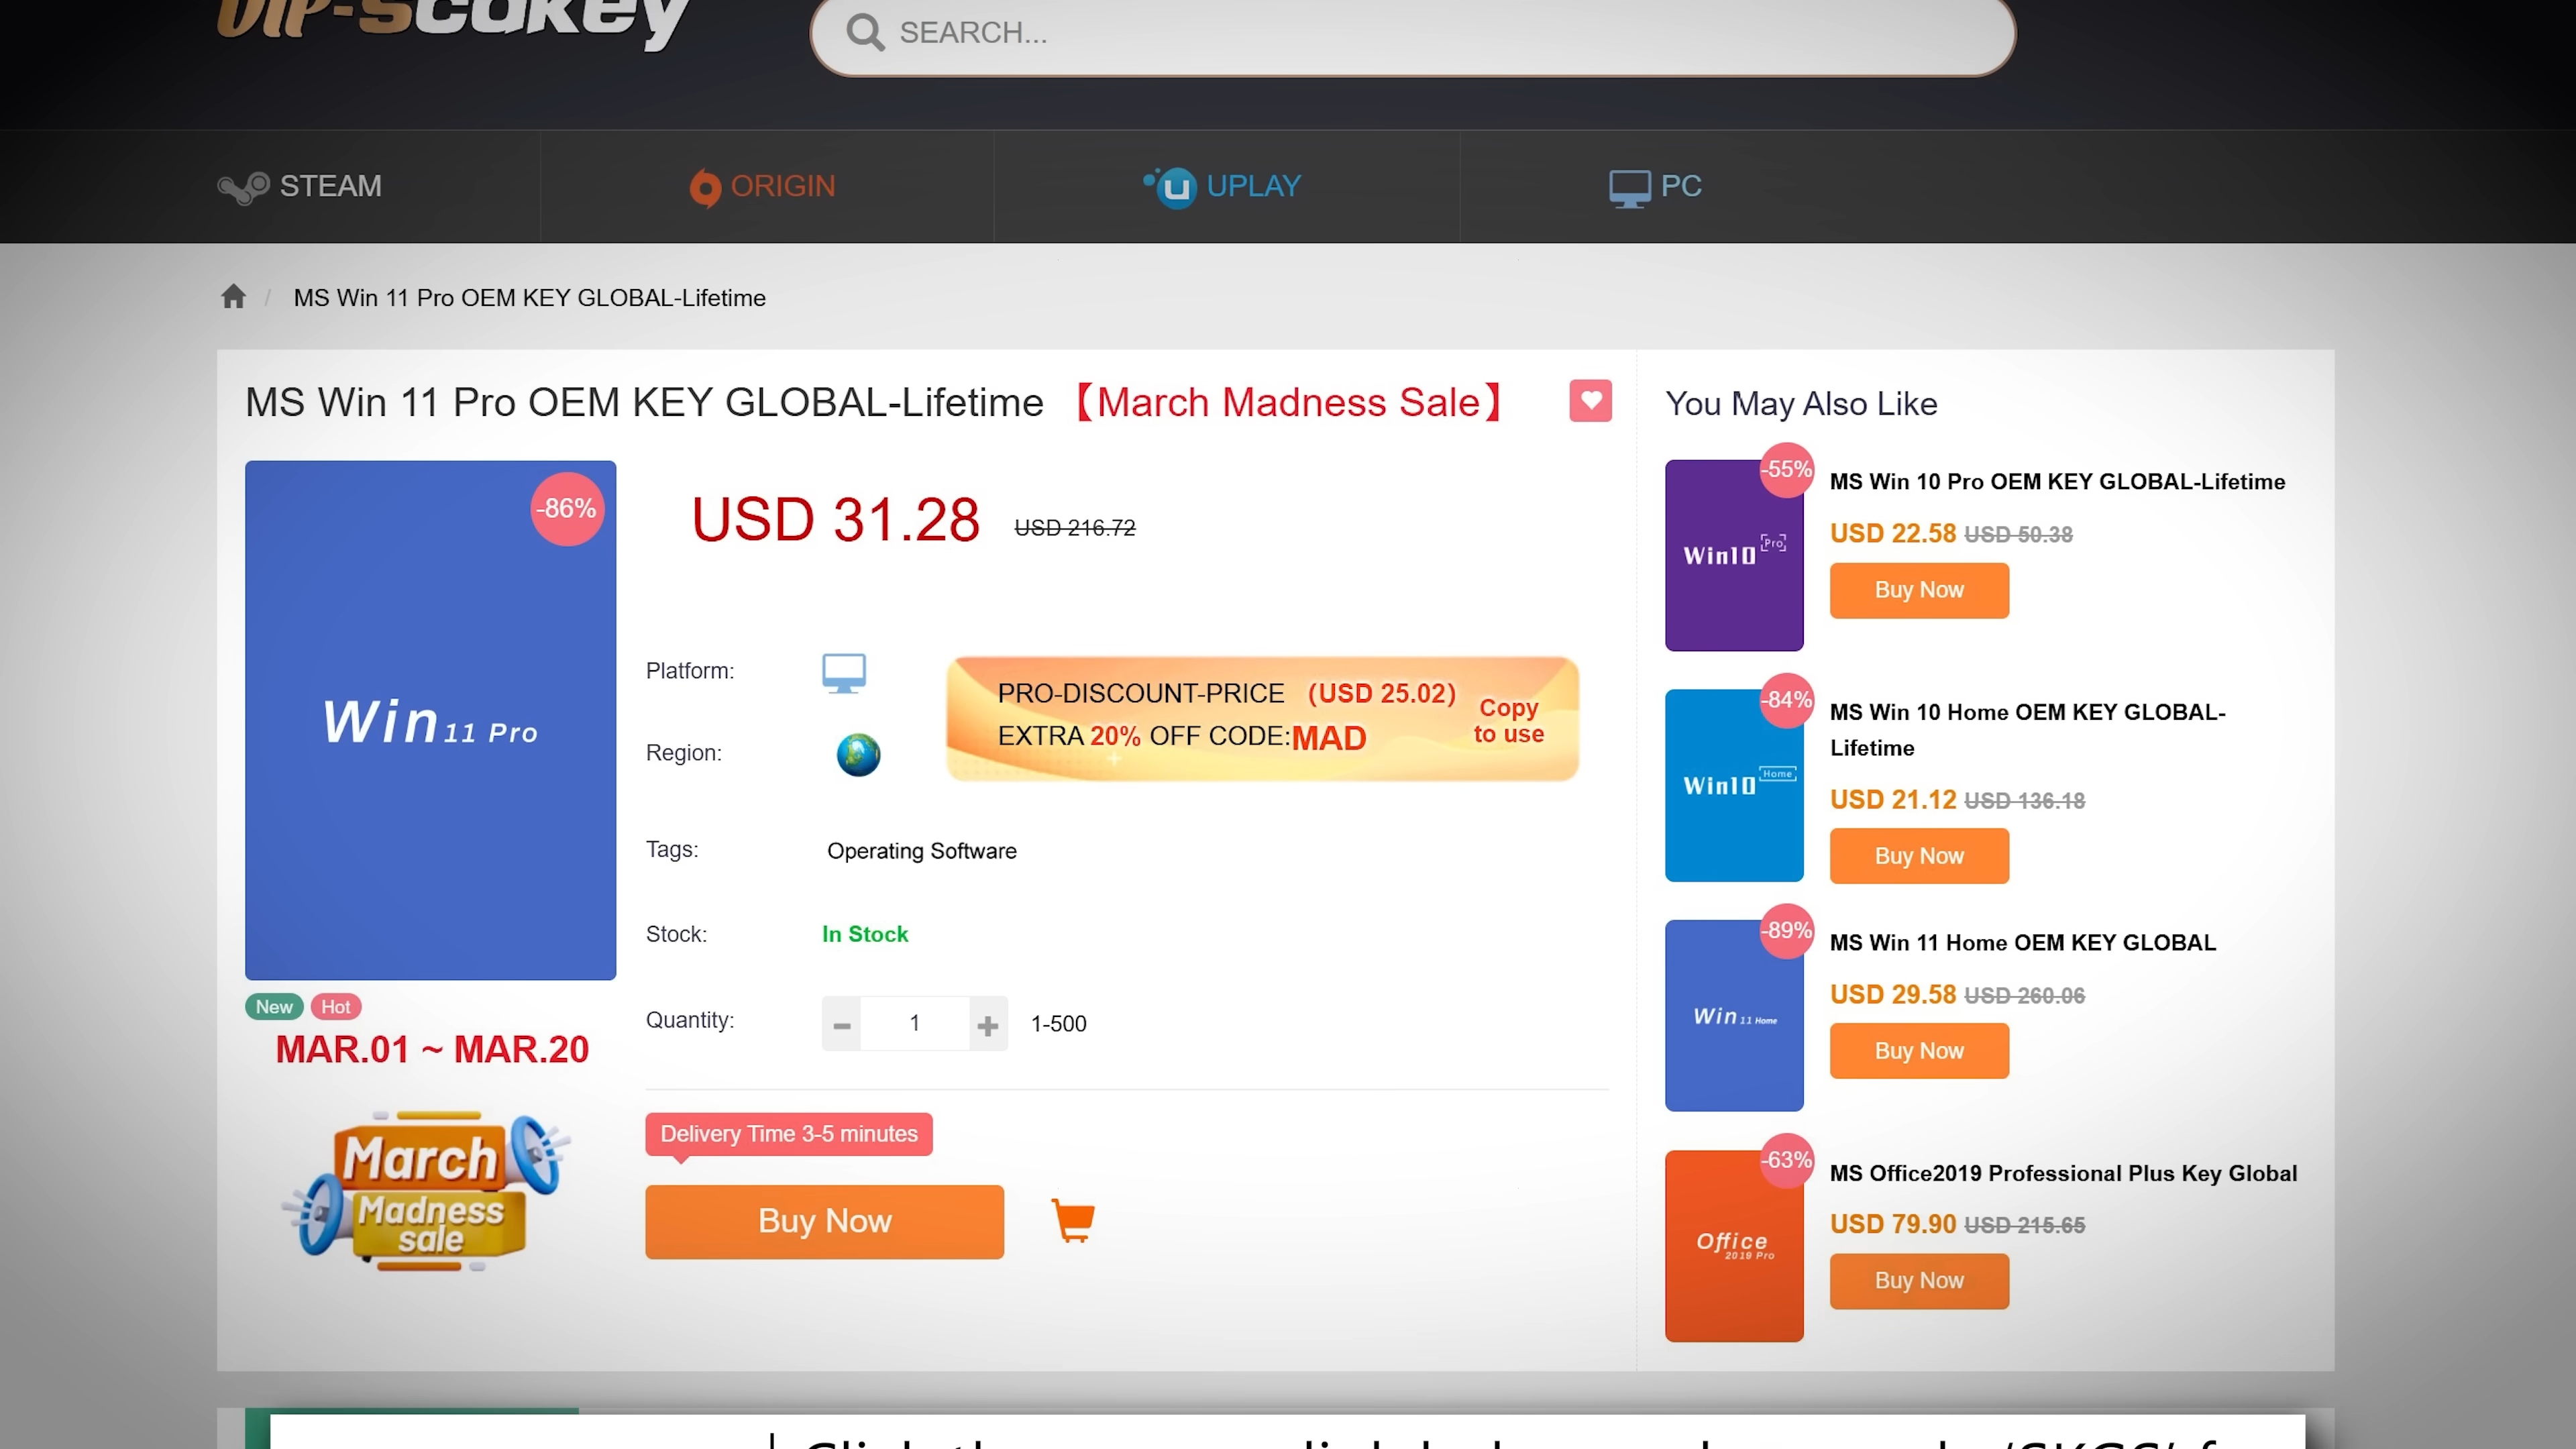 VIP-Scdkey
SEARCH...
STEAM
ORIGIN
UPLAY
PC
/ MS Win 11 Pro OEM KEY GLOBAL-Lifetime
MS Win 11 Pro OEM KEY GLOBAL-Lifetime 【March Madness Sale】
-86%
Win 11 Pro
New Hot
MAR.01 ~ MAR.20
March
Madness
sale
USD 31.28 USD 216.72
Platform:
PRO-DISCOUNT-PRICE (USD 25.02)
EXTRA 20% OFF CODE:MAD
Copy
to use
Region:
Tags: Operating Software
Stock: In Stock
Quantity: 1 1-500
Delivery Time 3-5 minutes
Buy Now
You May Also Like
-55%
Win10 Pro
MS Win 10 Pro OEM KEY GLOBAL-Lifetime
USD 22.58 USD 50.38
Buy Now
-84%
Win10 Home
MS Win 10 Home OEM KEY GLOBAL-
Lifetime
USD 21.12 USD 136.18
Buy Now
-89%
Win 11 Home
MS Win 11 Home OEM KEY GLOBAL
USD 29.58 USD 260.06
Buy Now
-63%
Office
2019 Pro
MS Office2019 Professional Plus Key Global
USD 79.90 USD 215.65
Buy Now